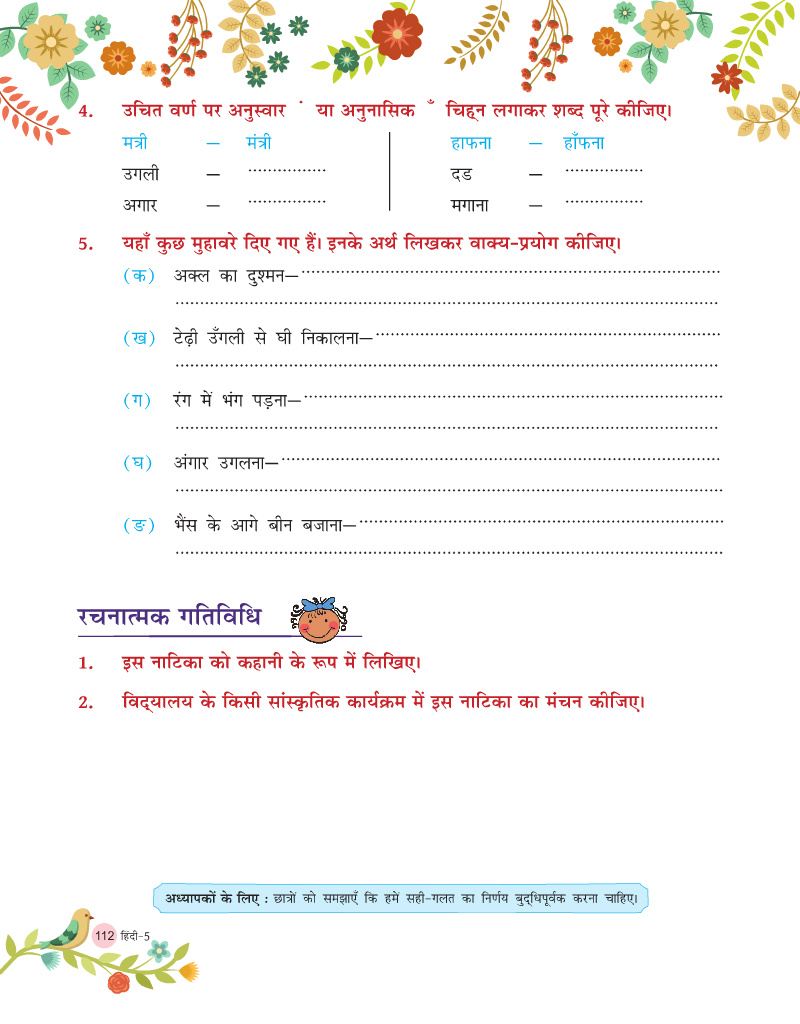 4. उचित वर्ण पर अनुस्वार ं या अनुनासिक ँ चिह्न लगाकर शब्द पूरे कीजिए।
मत्री – मंत्री हाफना – हाँफना
उगली – ................ दड – ................
अगार – ................ मगाना – ................
5. यहाँ कुछ मुहावरे दिए गए हैं। इनके अर्थ लिखकर वाक्य-प्रयोग कीजिए।
(क) अक्ल का दुश्मन—................
................
(ख) टेढ़ी उँगली से घी निकालना—................
................
(ग) रंग में भंग पड़ना—................
................
(घ) अंगार उगलना—................
................
(ङ) भैंस के आगे बीन बजाना—................
................
रचनात्मक गतिविधि
1. इस नाटिका को कहानी के रूप में लिखिए।
2. विद्यालय के किसी सांस्कृतिक कार्यक्रम में इस नाटिका का मंचन कीजिए।
अध्यापकों के लिए : छात्रों को समझाएँ कि हमें सही-गलत का निर्णय बुद्धिपूर्वक करना चाहिए।
112 हिंदी-5